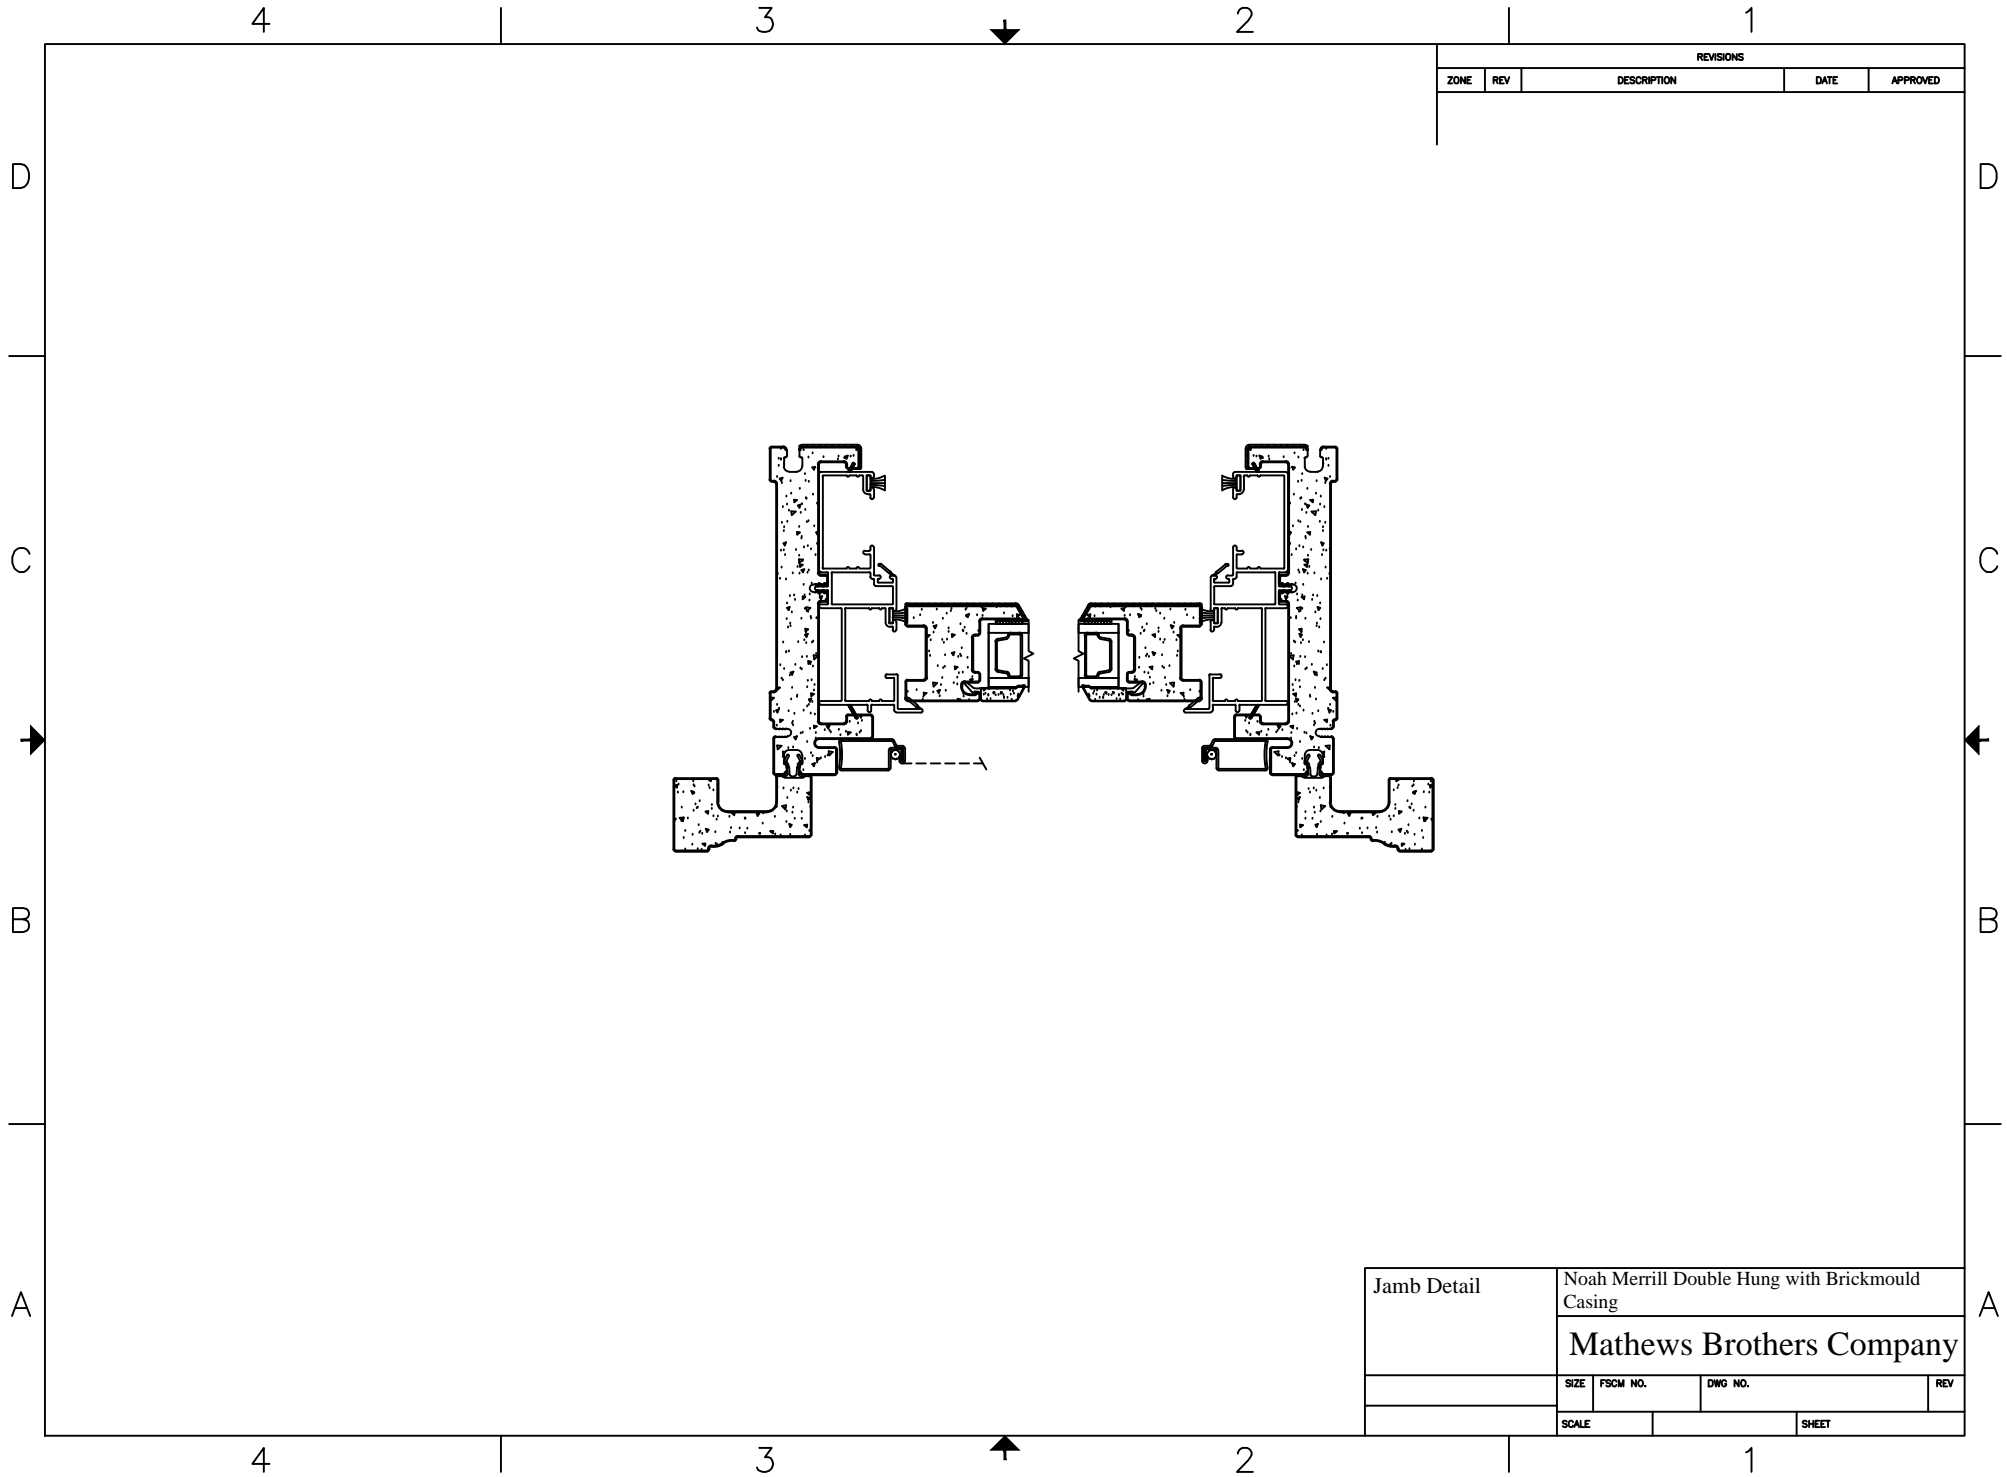 4 3 2 1
REVISIONS
ZONE REV DESCRIPTION DATE APPROVED
D D
C C
B B
A A
Jamb Detail
Noah Merrill Double Hung with Brickmould
Casing
Mathews Brothers Company
SIZE FSCM NO. DWG NO. REV
SCALE SHEET
4 3 2 1